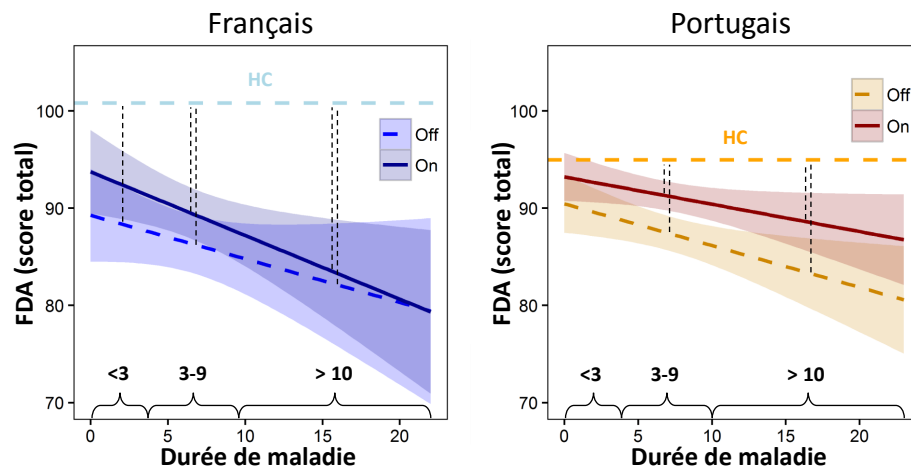 Français
FDA (score total)
100
90
80
70
HC
Off
On
<3
3-9
> 10
0
5
10
15
20
Durée de maladie
Portugais
FDA (score total)
100
90
80
70
HC
Off
On
<3
3-9
> 10
0
5
10
15
20
Durée de maladie